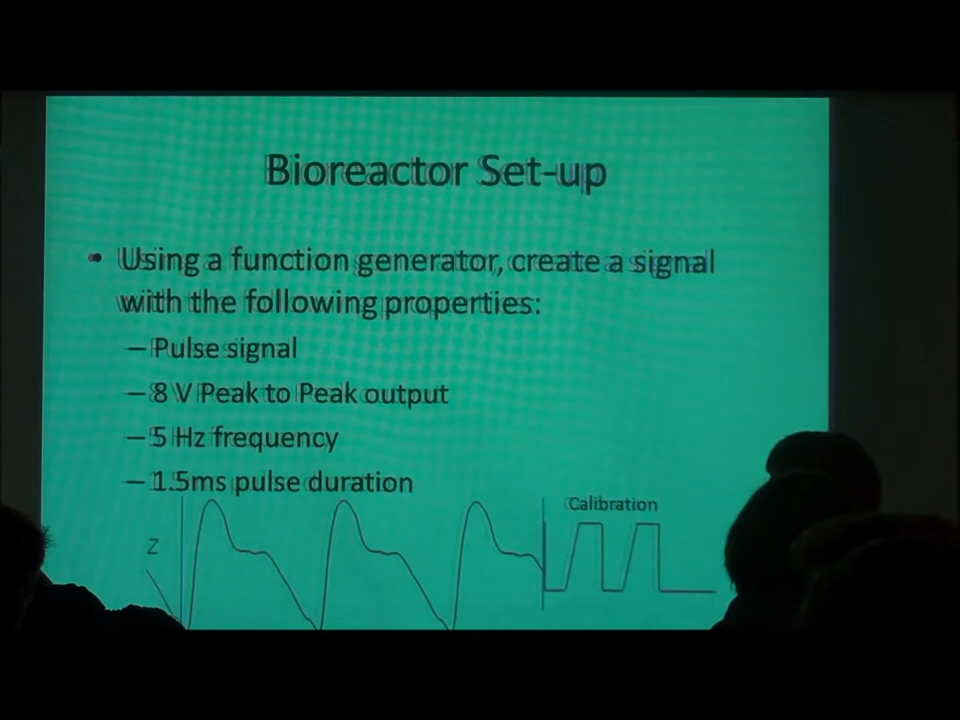 Bioreactor Set-up
• Using a function generator, create a signal
with the following properties:
– Pulse signal
– 8 V Peak to Peak output
– 5 Hz frequency
– 1.5ms pulse duration
Calibration
Z